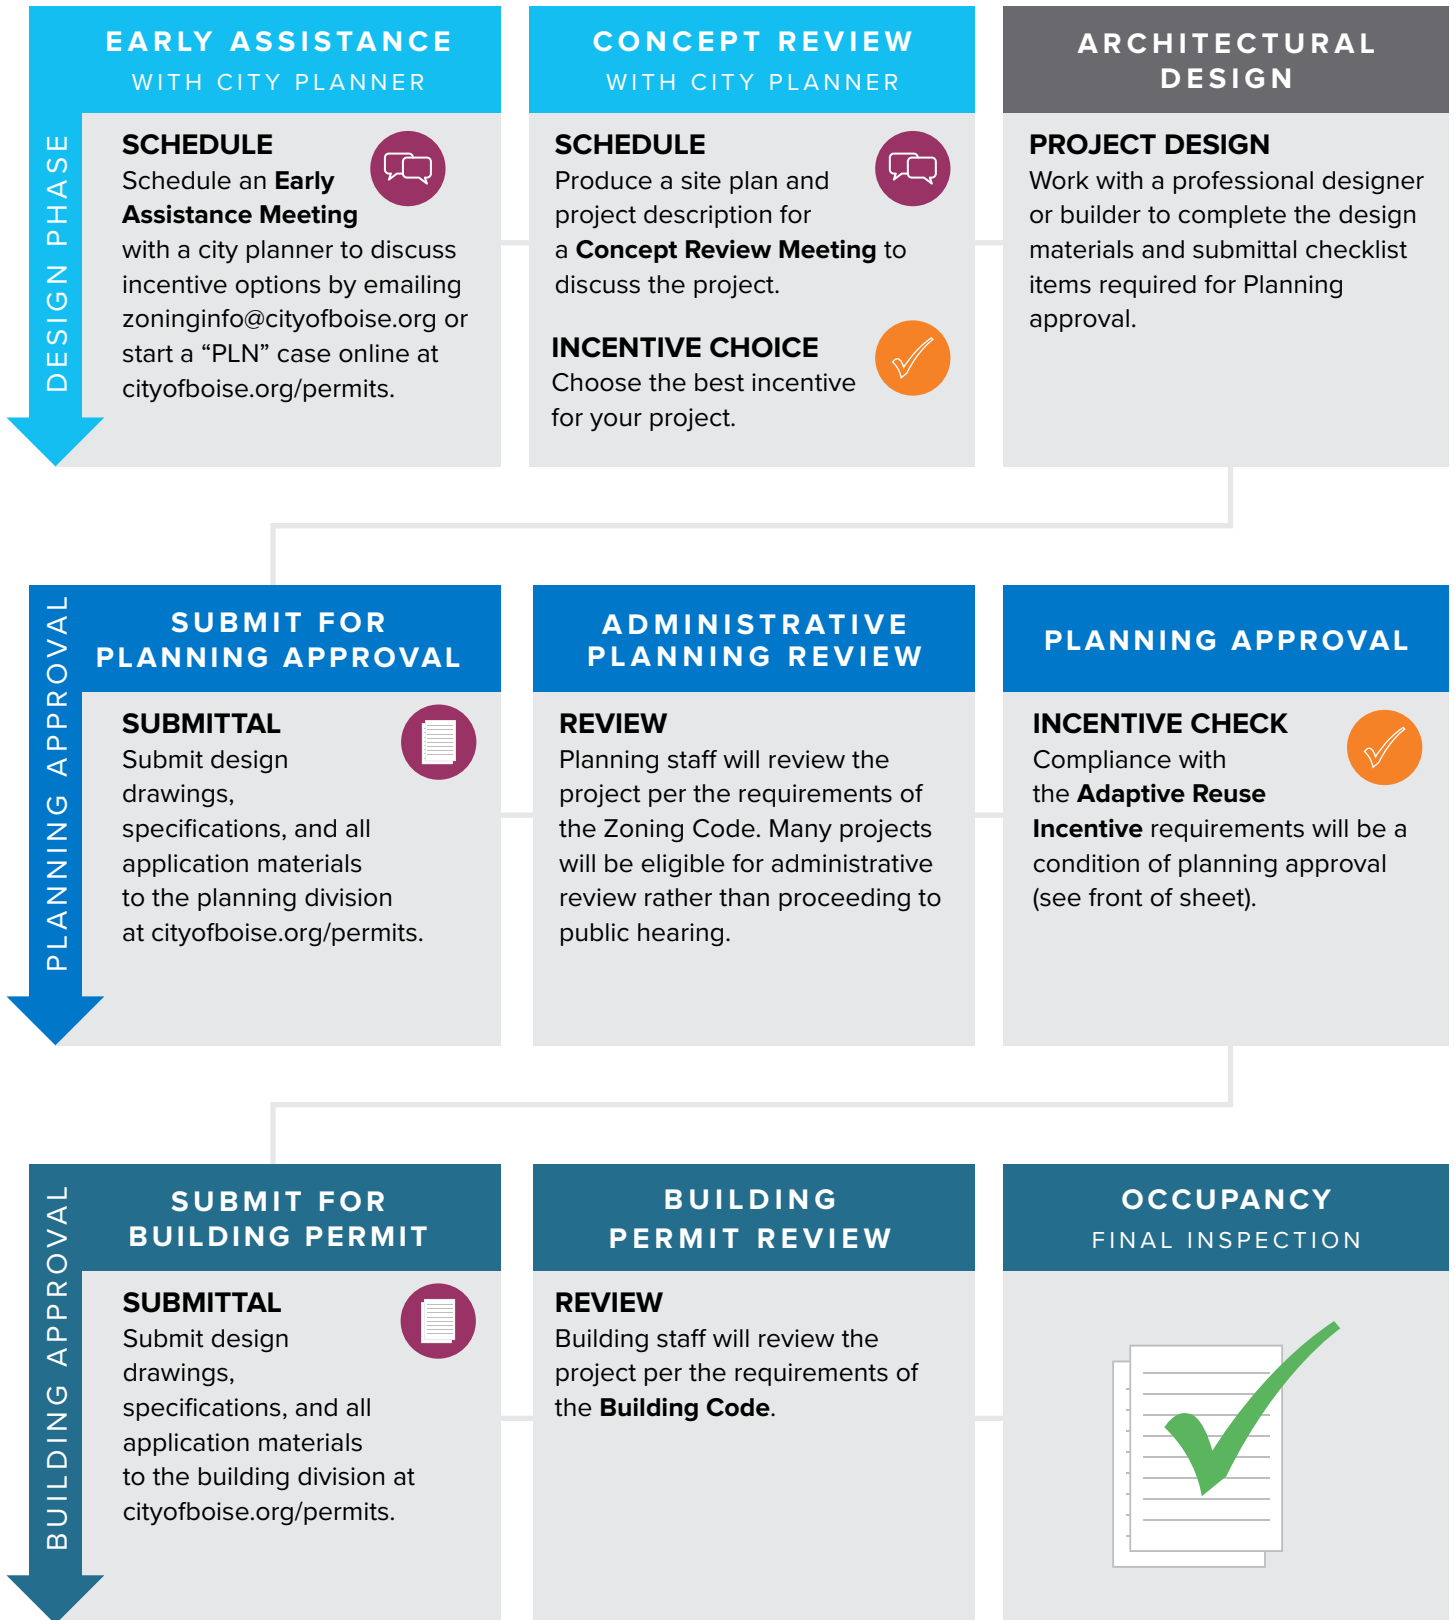 DESIGN PHASE
EARLY ASSISTANCE
WITH CITY PLANNER
SCHEDULE
Schedule an Early
Assistance Meeting
with a city planner to discuss
incentive options by emailing
zoninginfo@cityofboise.org or
start a “PLN” case online at
cityofboise.org/permits.
CONCEPT REVIEW
WITH CITY PLANNER
SCHEDULE
Produce a site plan and
project description for
a Concept Review Meeting to
discuss the project.
INCENTIVE CHOICE
Choose the best incentive
for your project.
ARCHITECTURAL
DESIGN
PROJECT DESIGN
Work with a professional designer
or builder to complete the design
materials and submittal checklist
items required for Planning
approval.
PLANNING APPROVAL
SUBMIT FOR
PLANNING APPROVAL
SUBMITTAL
Submit design
drawings,
specifications, and all
application materials
to the planning division
at cityofboise.org/permits.
ADMINISTRATIVE
PLANNING REVIEW
REVIEW
Planning staff will review the
project per the requirements of
the Zoning Code. Many projects
will be eligible for administrative
review rather than proceeding to
public hearing.
PLANNING APPROVAL
INCENTIVE CHECK
Compliance with
the Adaptive Reuse
Incentive requirements will be a
condition of planning approval
(see front of sheet).
BUILDING APPROVAL
SUBMIT FOR
BUILDING PERMIT
SUBMITTAL
Submit design
drawings,
specifications, and all
application materials
to the building division at
cityofboise.org/permits.
BUILDING
PERMIT REVIEW
REVIEW
Building staff will review the
project per the requirements of
the Building Code.
OCCUPANCY
FINAL INSPECTION